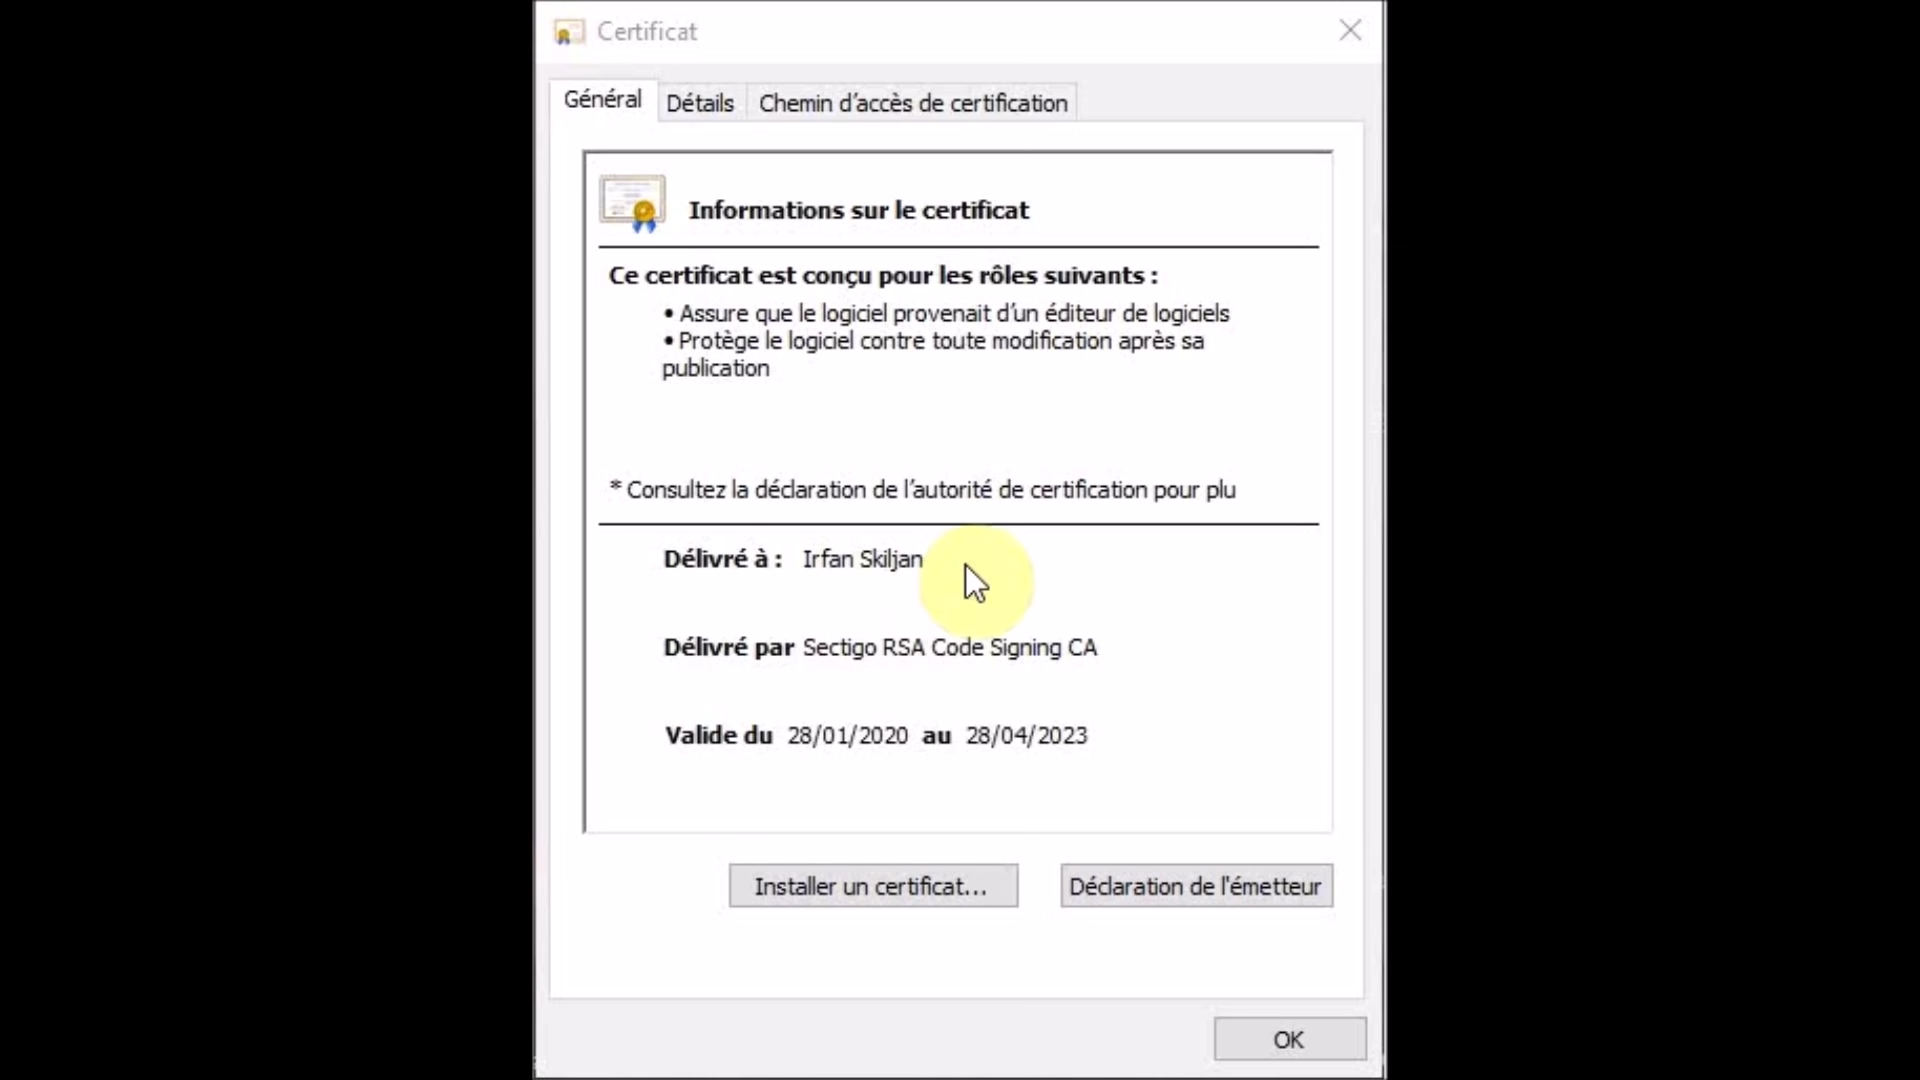 Certificat
Général
Détails
Chemin d'accès de certification
Informations sur le certificat
Ce certificat est conçu pour les rôles suivants :
• Assure que le logiciel provenait d'un éditeur de logiciels
• Protège le logiciel contre toute modification après sa
publication
* Consultez la déclaration de l'autorité de certification pour plu
Délivré à : Irfan Skiljan
Délivré par Sectigo RSA Code Signing CA
Valide du 28/01/2020 au 28/04/2023
Installer un certificat...
Déclaration de l'émetteur
OK